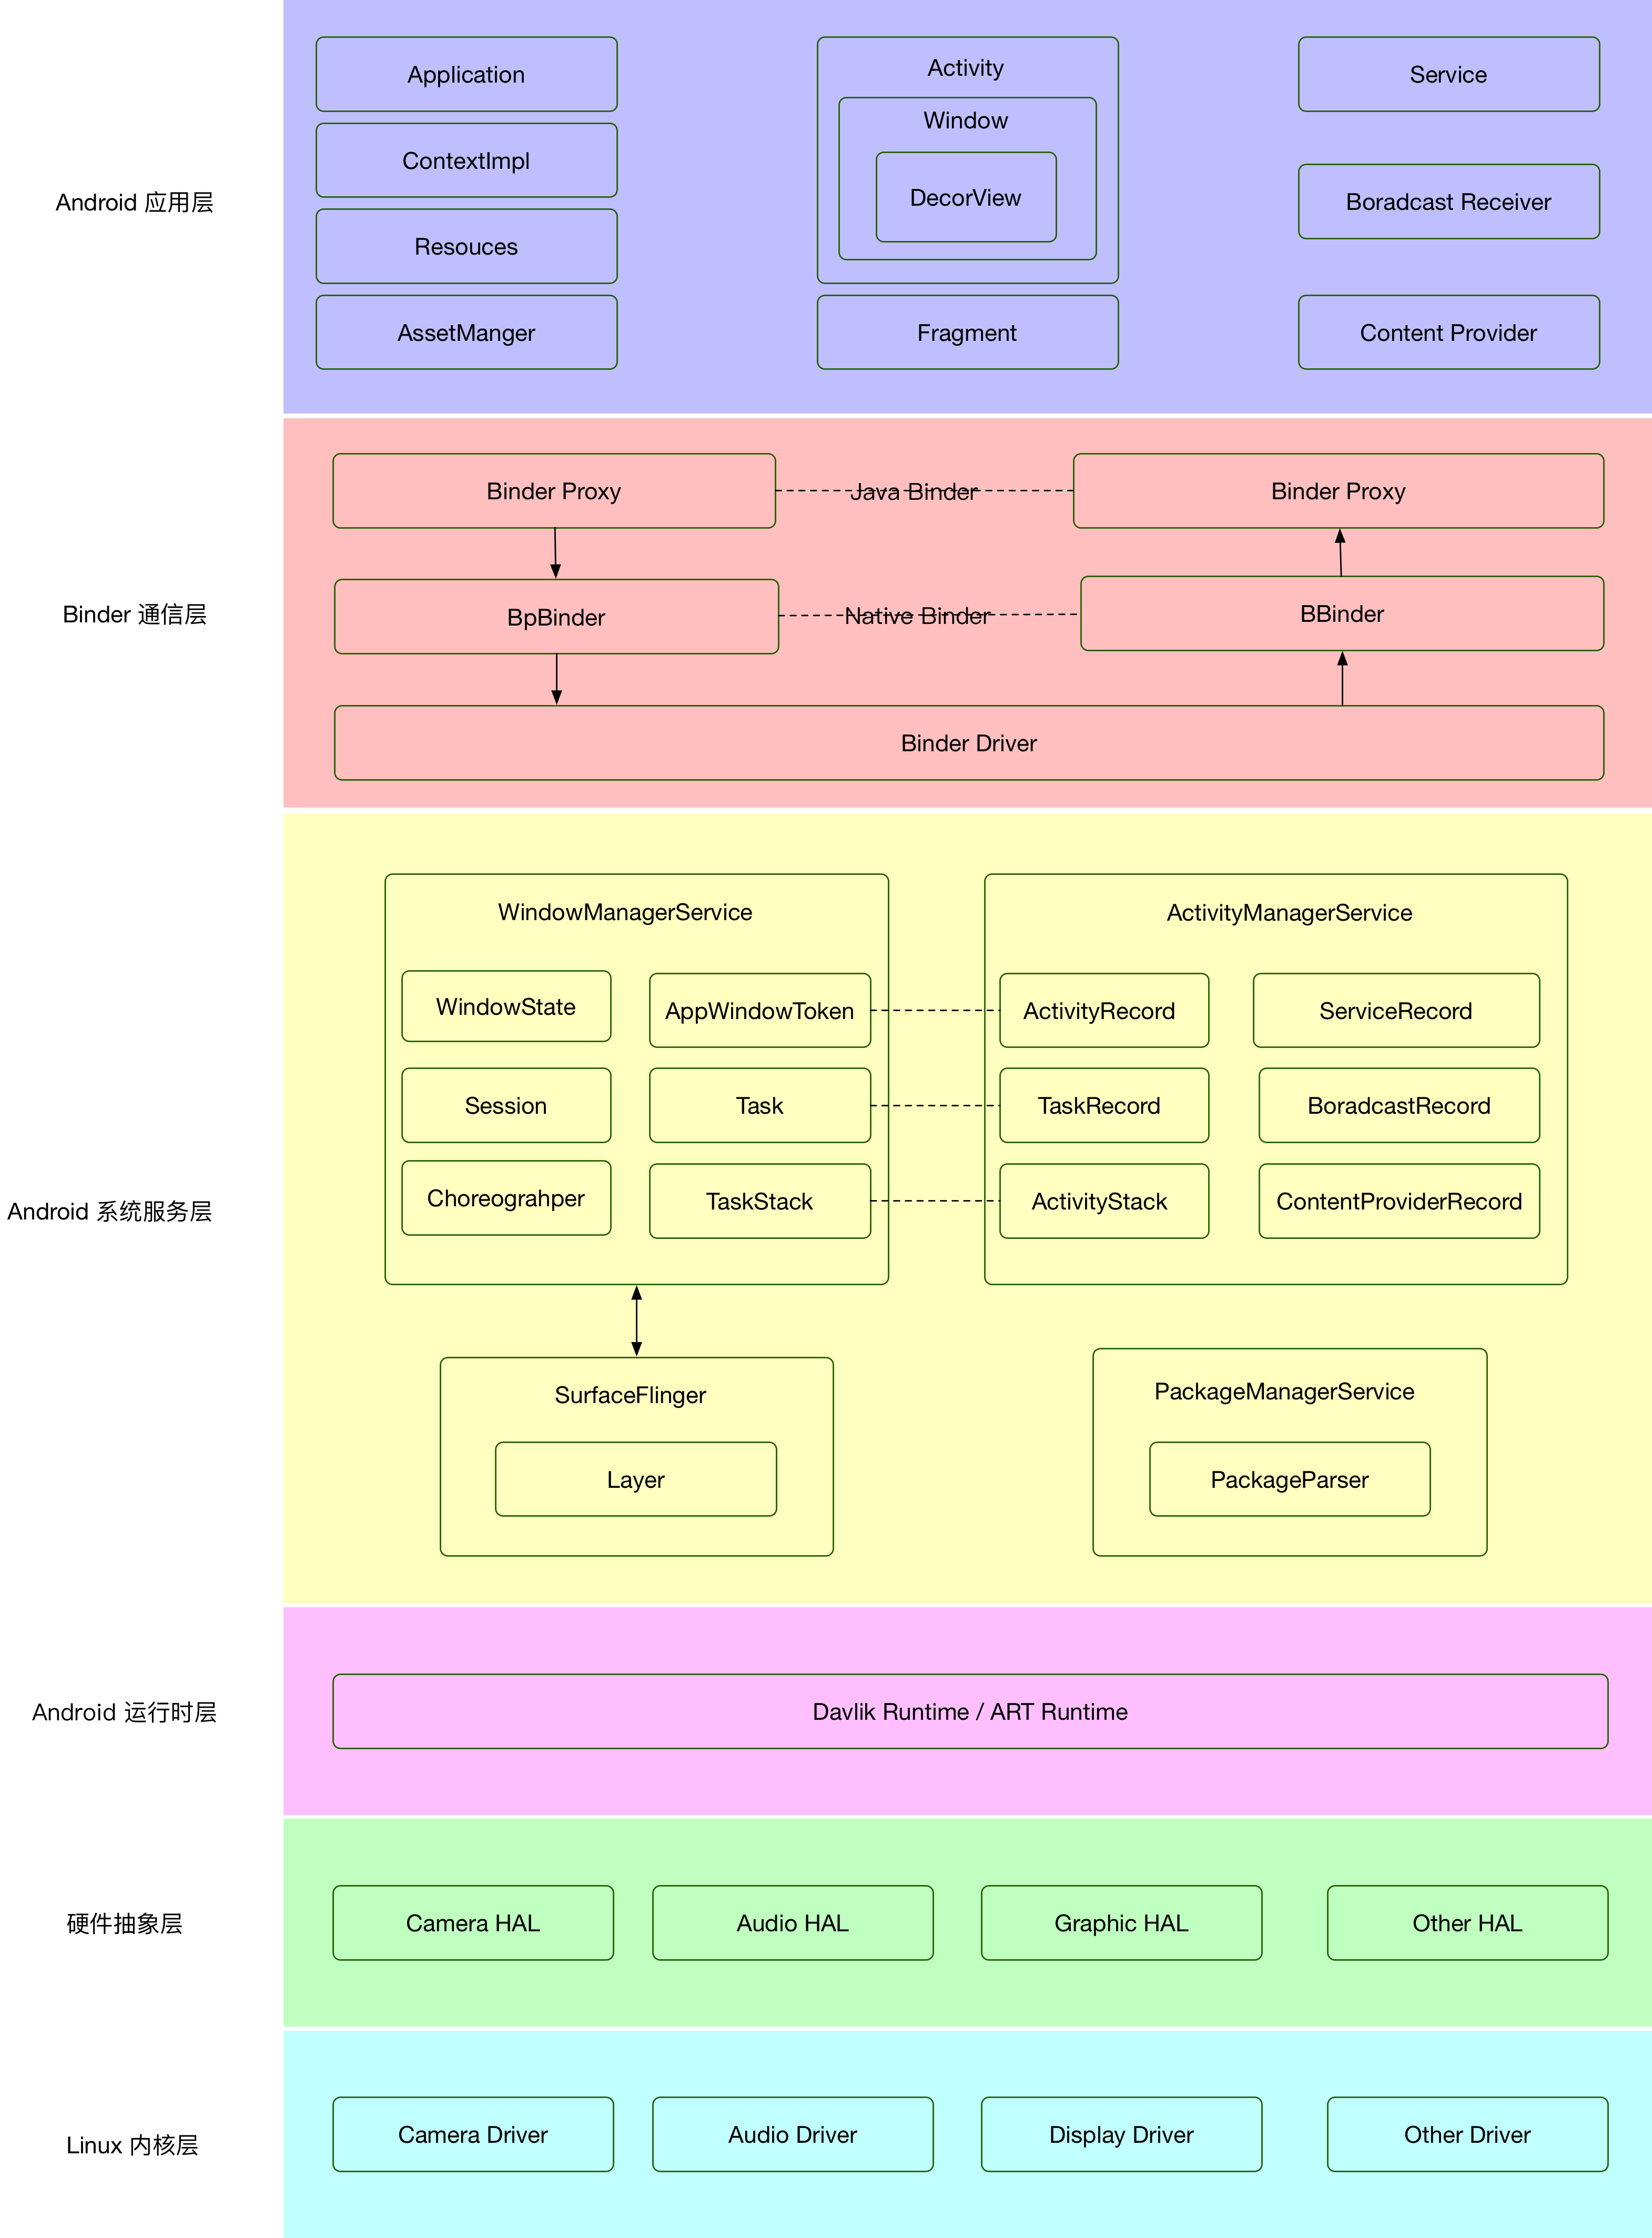 Android 应用层
Application
ContextImpl
Resouces
AssetManger
Activity
Window
DecorView
Fragment
Service
Boradcast Receiver
Content Provider
Binder 通信层
Binder Proxy
Java Binder
Binder Proxy
BpBinder
Native Binder
BBinder
Binder Driver
Android 系统服务层
WindowManagerService
WindowState
AppWindowToken
Session
Task
Choreograhper
TaskStack
ActivityManagerService
ActivityRecord
ServiceRecord
TaskRecord
BoradcastRecord
ActivityStack
ContentProviderRecord
SurfaceFlinger
Layer
PackageManagerService
PackageParser
Android 运行时层
Davlik Runtime / ART Runtime
硬件抽象层
Camera HAL
Audio HAL
Graphic HAL
Other HAL
Linux 内核层
Camera Driver
Audio Driver
Display Driver
Other Driver